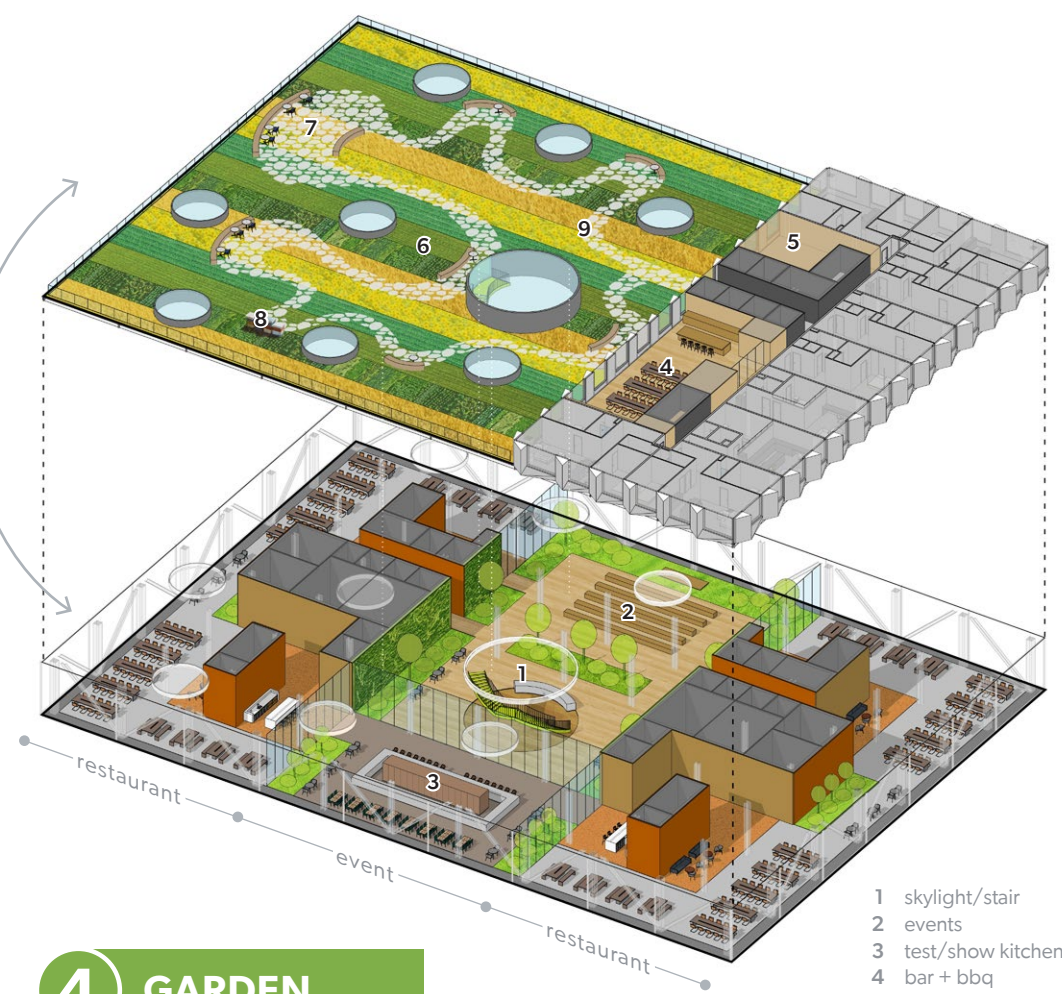 7
9
5
6
8
4
2
1
3
restaurant
event
restaurant
1 skylight/stair
2 events
3 test/show kitchen
4 bar + bbq
4 GARDEN